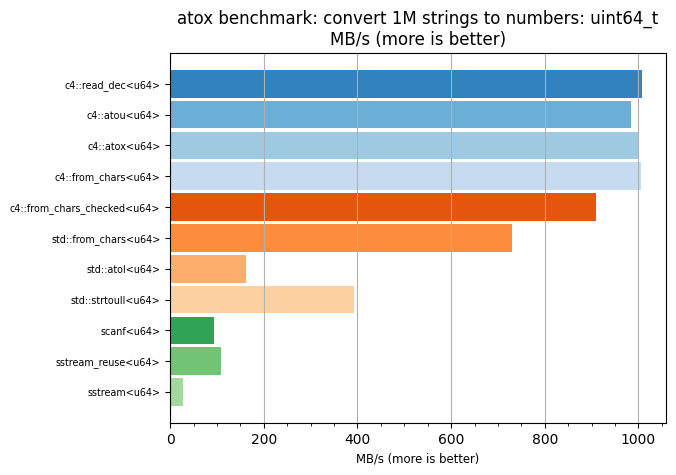 atox benchmark: convert 1M strings to numbers: uint64_t
MB/s (more is better)
c4::read_dec<u64>
c4::atou<u64>
c4::atox<u64>
c4::from_chars<u64>
c4::from_chars_checked<u64>
std::from_chars<u64>
std::atol<u64>
std::strtoull<u64>
scanf<u64>
sstream_reuse<u64>
sstream<u64>
0 200 400 600 800 1000
MB/s (more is better)